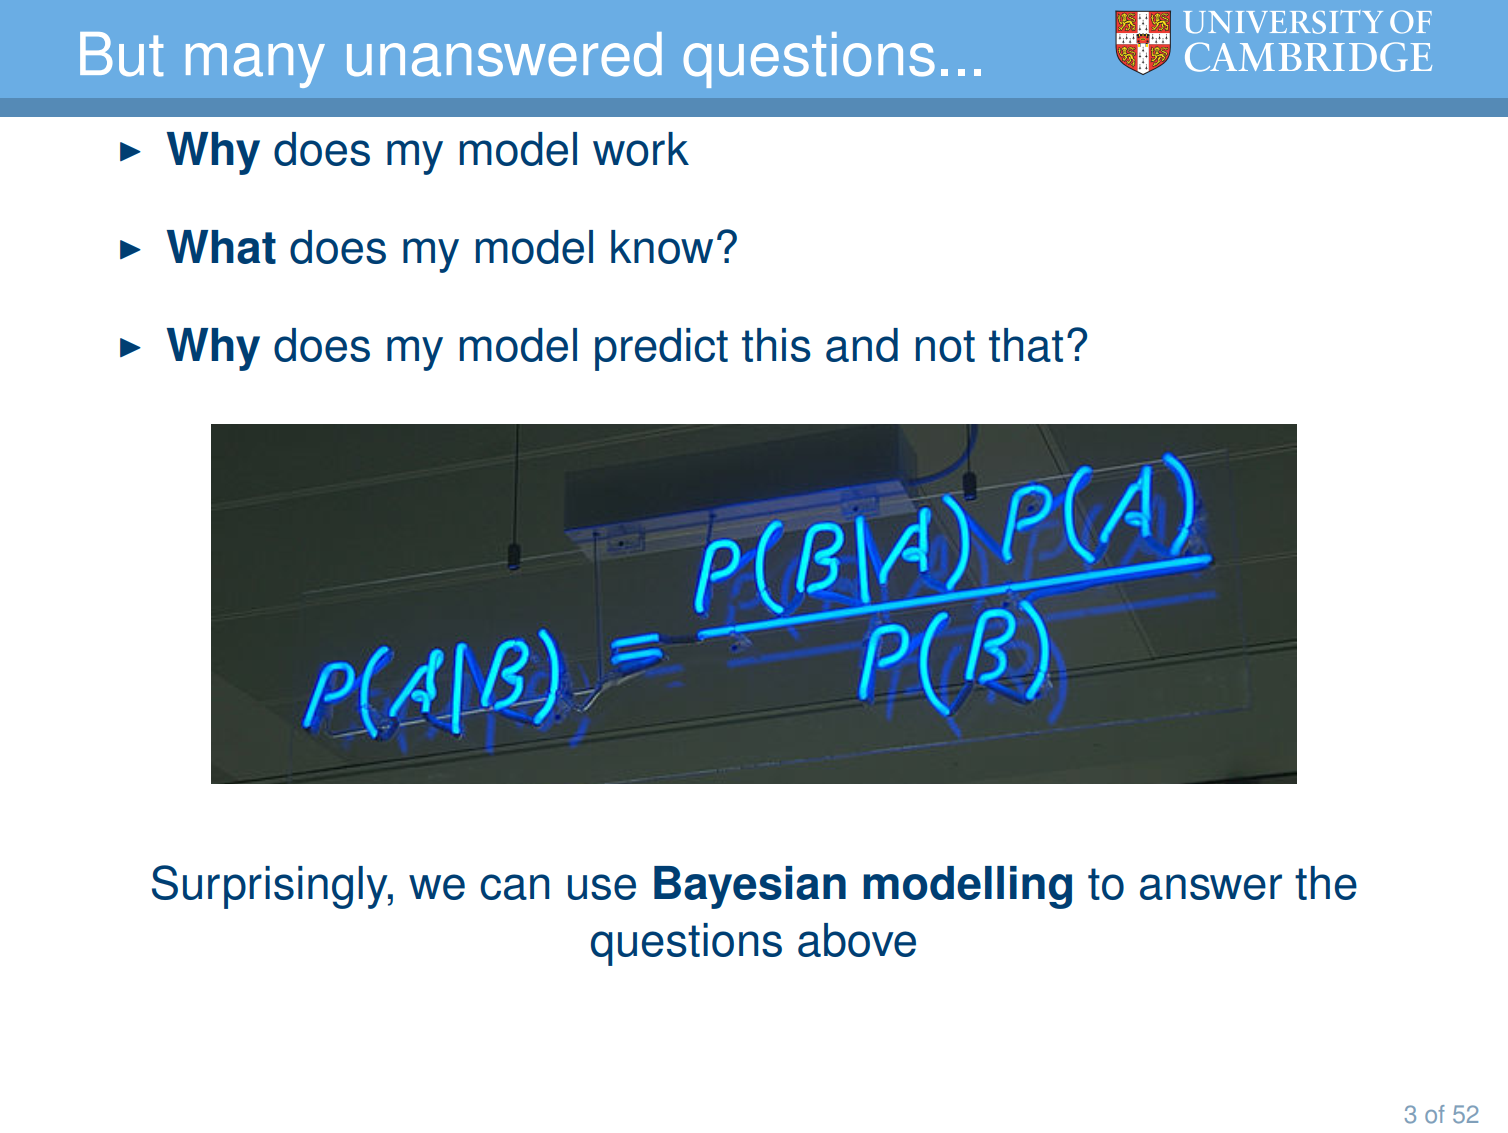 But many unanswered questions...
UNIVERSITY OF
CAMBRIDGE
▶ Why does my model work
▶ What does my model know?
▶ Why does my model predict this and not that?
P(A|B) = P(B|A) P(A)
P(B)
Surprisingly, we can use Bayesian modelling to answer the
questions above
3 of 52